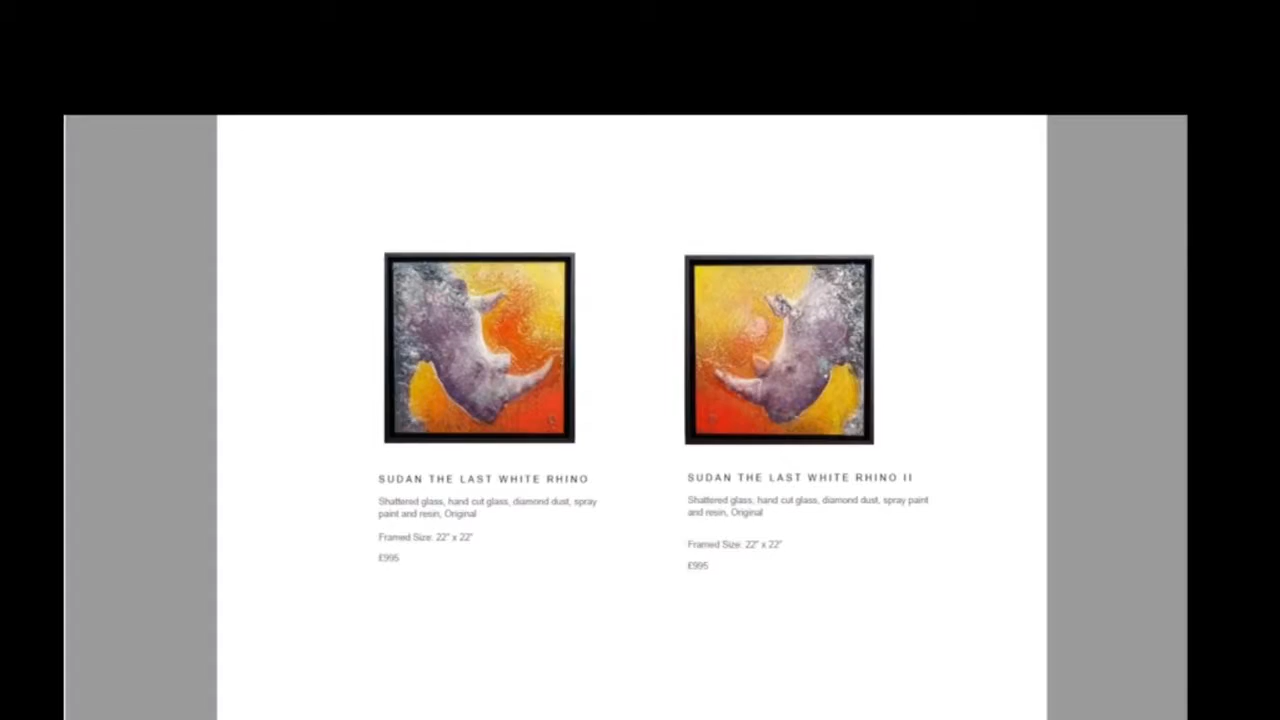 SUDAN THE LAST WHITE RHINO
Shattered glass, hand cut glass, diamond dust, spray
paint and resin, Original
Framed Size: 22" x 22"
£995
SUDAN THE LAST WHITE RHINO II
Shattered glass, hand cut glass, diamond dust, spray paint
and resin, Original
Framed Size: 22" x 22"
£995